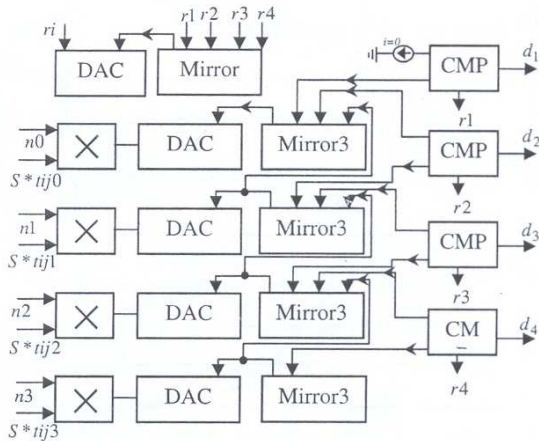 ri r1 r2 r3 r4
DAC Mirror
i=0 CMP d1
r1
n0 DAC Mirror3
S*tij0
CMP d2
r2
n1 DAC Mirror3
S*tij1
CMP d3
r3
n2 DAC Mirror3
S*tij2
CM d4
r4
n3 DAC Mirror3
S*tij3